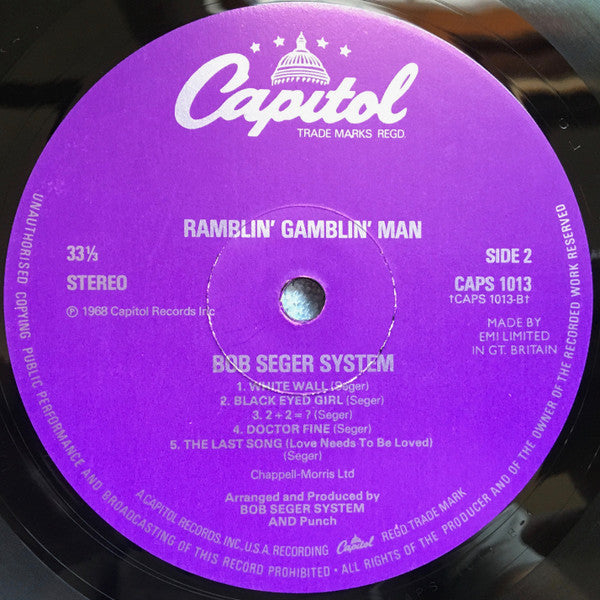 Capitol
TRADE MARKS REGD.
RAMBLIN' GAMBLIN' MAN
33⅓
STEREO
SIDE 2
CAPS 1013
†CAPS 1013-B†
℗ 1968 Capitol Records Inc
MADE BY
EMI LIMITED
IN GT. BRITAIN
BOB SEGER SYSTEM
1. WHITE WALL (Seger)
2. BLACK EYED GIRL (Seger)
3. 2 + 2 = ? (Seger)
4. DOCTOR FINE (Seger)
5. THE LAST SONG (Love Needs To Be Loved)
(Seger)
Chappell-Morris Ltd
Arranged and Produced by
BOB SEGER SYSTEM
AND Punch
A CAPITOL RECORDS, INC., U.S.A. RECORDING Capitol REG'D TRADE MARK
UNAUTHORISED COPYING PUBLIC PERFORMANCE AND BROADCASTING OF THIS RECORD PROHIBITED • ALL RIGHTS OF THE PRODUCER AND OF THE OWNER OF THE RECORDED WORK RESERVED